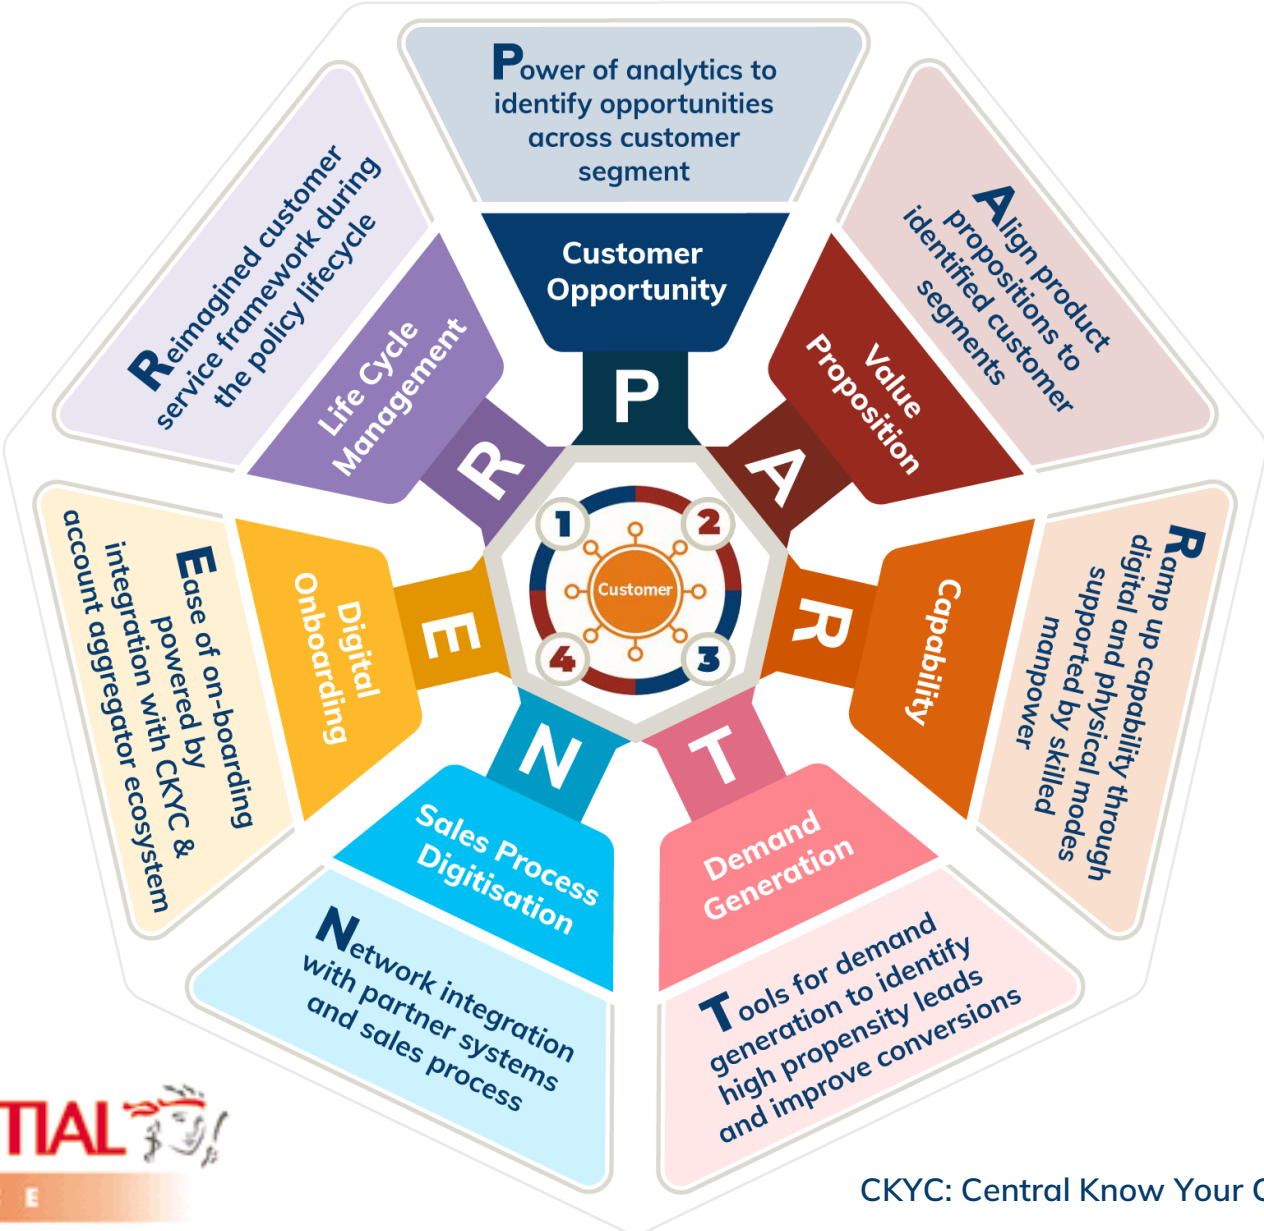 Power of analytics to
identify opportunities
across customer
segment
Customer
Opportunity
P
Align product
propositions to
identified customer
segments
Value
Proposition
A
Ramp up capability through
digital and physical modes
supported by skilled
manpower
Capability
R
Tools for demand
generation to identify
high propensity leads
and improve conversions
Demand
Generation
T
Network integration
with partner systems
and sales process
Sales Process
Digitisation
N
Ease of on-boarding
powered by
integration with CKYC &
account aggregator ecosystem
Digital
Onboarding
E
Reimagined customer
service framework during
the policy lifecycle
Life Cycle
Management
R
1
2
Customer
4
3
TIAL
E
CKYC: Central Know Your